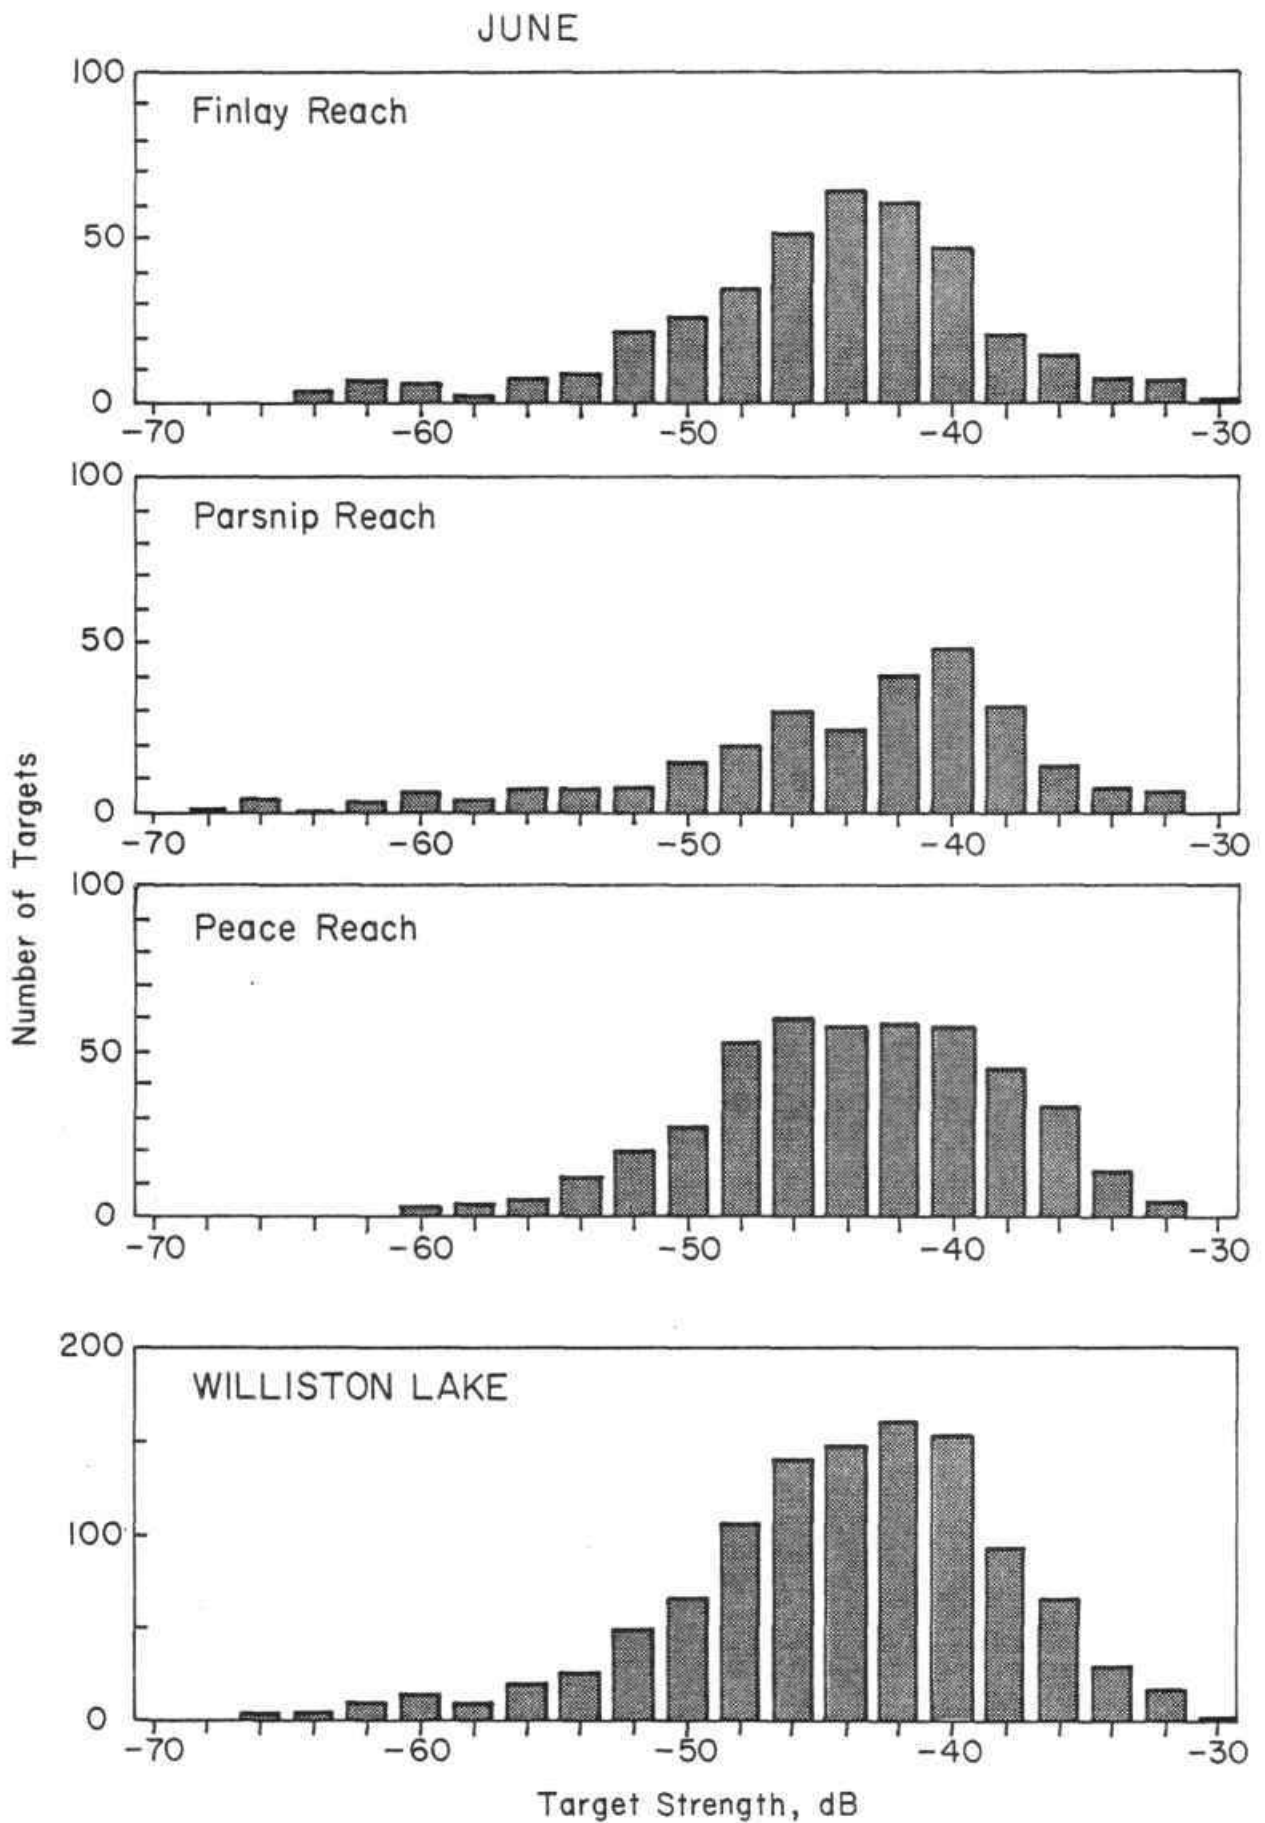 JUNE
Finlay Reach
100
50
0
-70 -60 -50 -40 -30
Parsnip Reach
100
50
0
-70 -60 -50 -40 -30
Number of Targets
Peace Reach
100
50
0
-70 -60 -50 -40 -30
WILLISTON LAKE
200
100
0
-70 -60 -50 -40 -30
Target Strength, dB